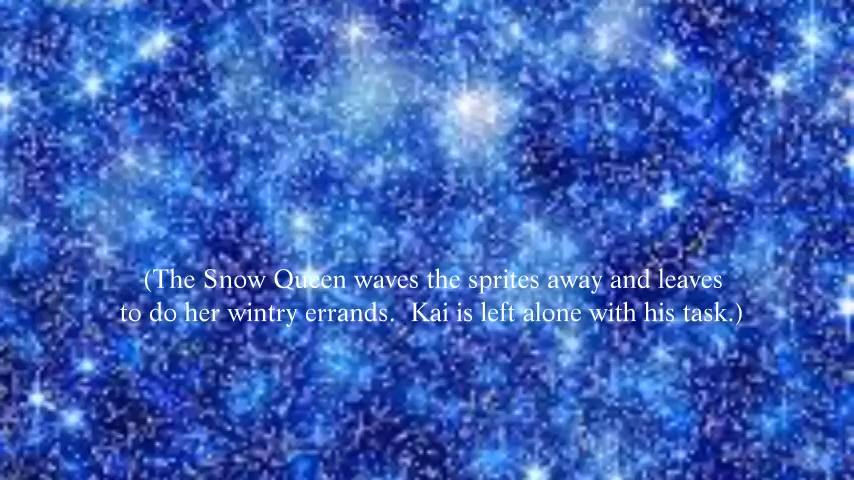 (The Snow Queen waves the sprites away and leaves
to do her wintry errands.  Kai is left alone with his task.)